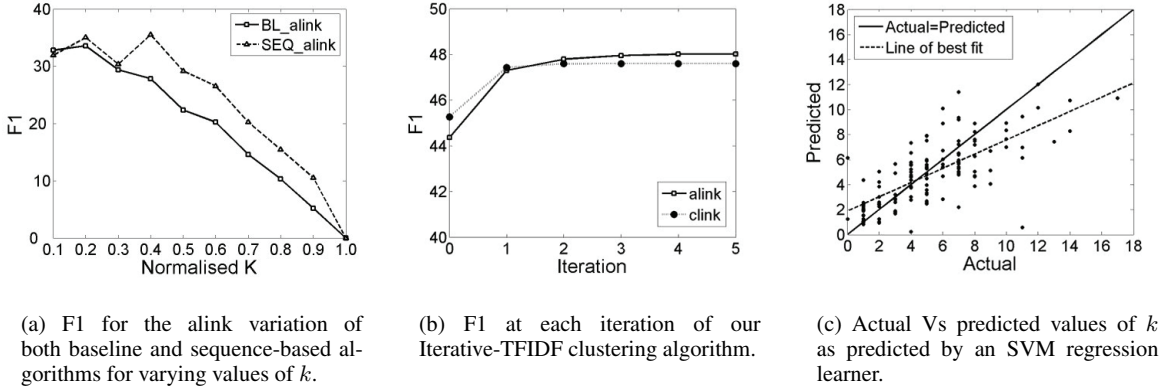 40
30
20
10
0
F1
0.1 0.2 0.3 0.4 0.5 0.6 0.7 0.8 0.9 1.0
Normalised K
BL_alink
SEQ_alink
50
48
46
44
42
40
F1
0 1 2 3 4 5
Iteration
alink
clink
18
16
14
12
10
8
6
4
2
0
Predicted
0 2 4 6 8 10 12 14 16 18
Actual
Actual=Predicted
Line of best fit
(a) F1 for the alink variation of
both baseline and sequence-based al-
gorithms for varying values of k.
(b) F1 at each iteration of our
Iterative-TFIDF clustering algorithm.
(c) Actual Vs predicted values of k
as predicted by an SVM regression
learner.